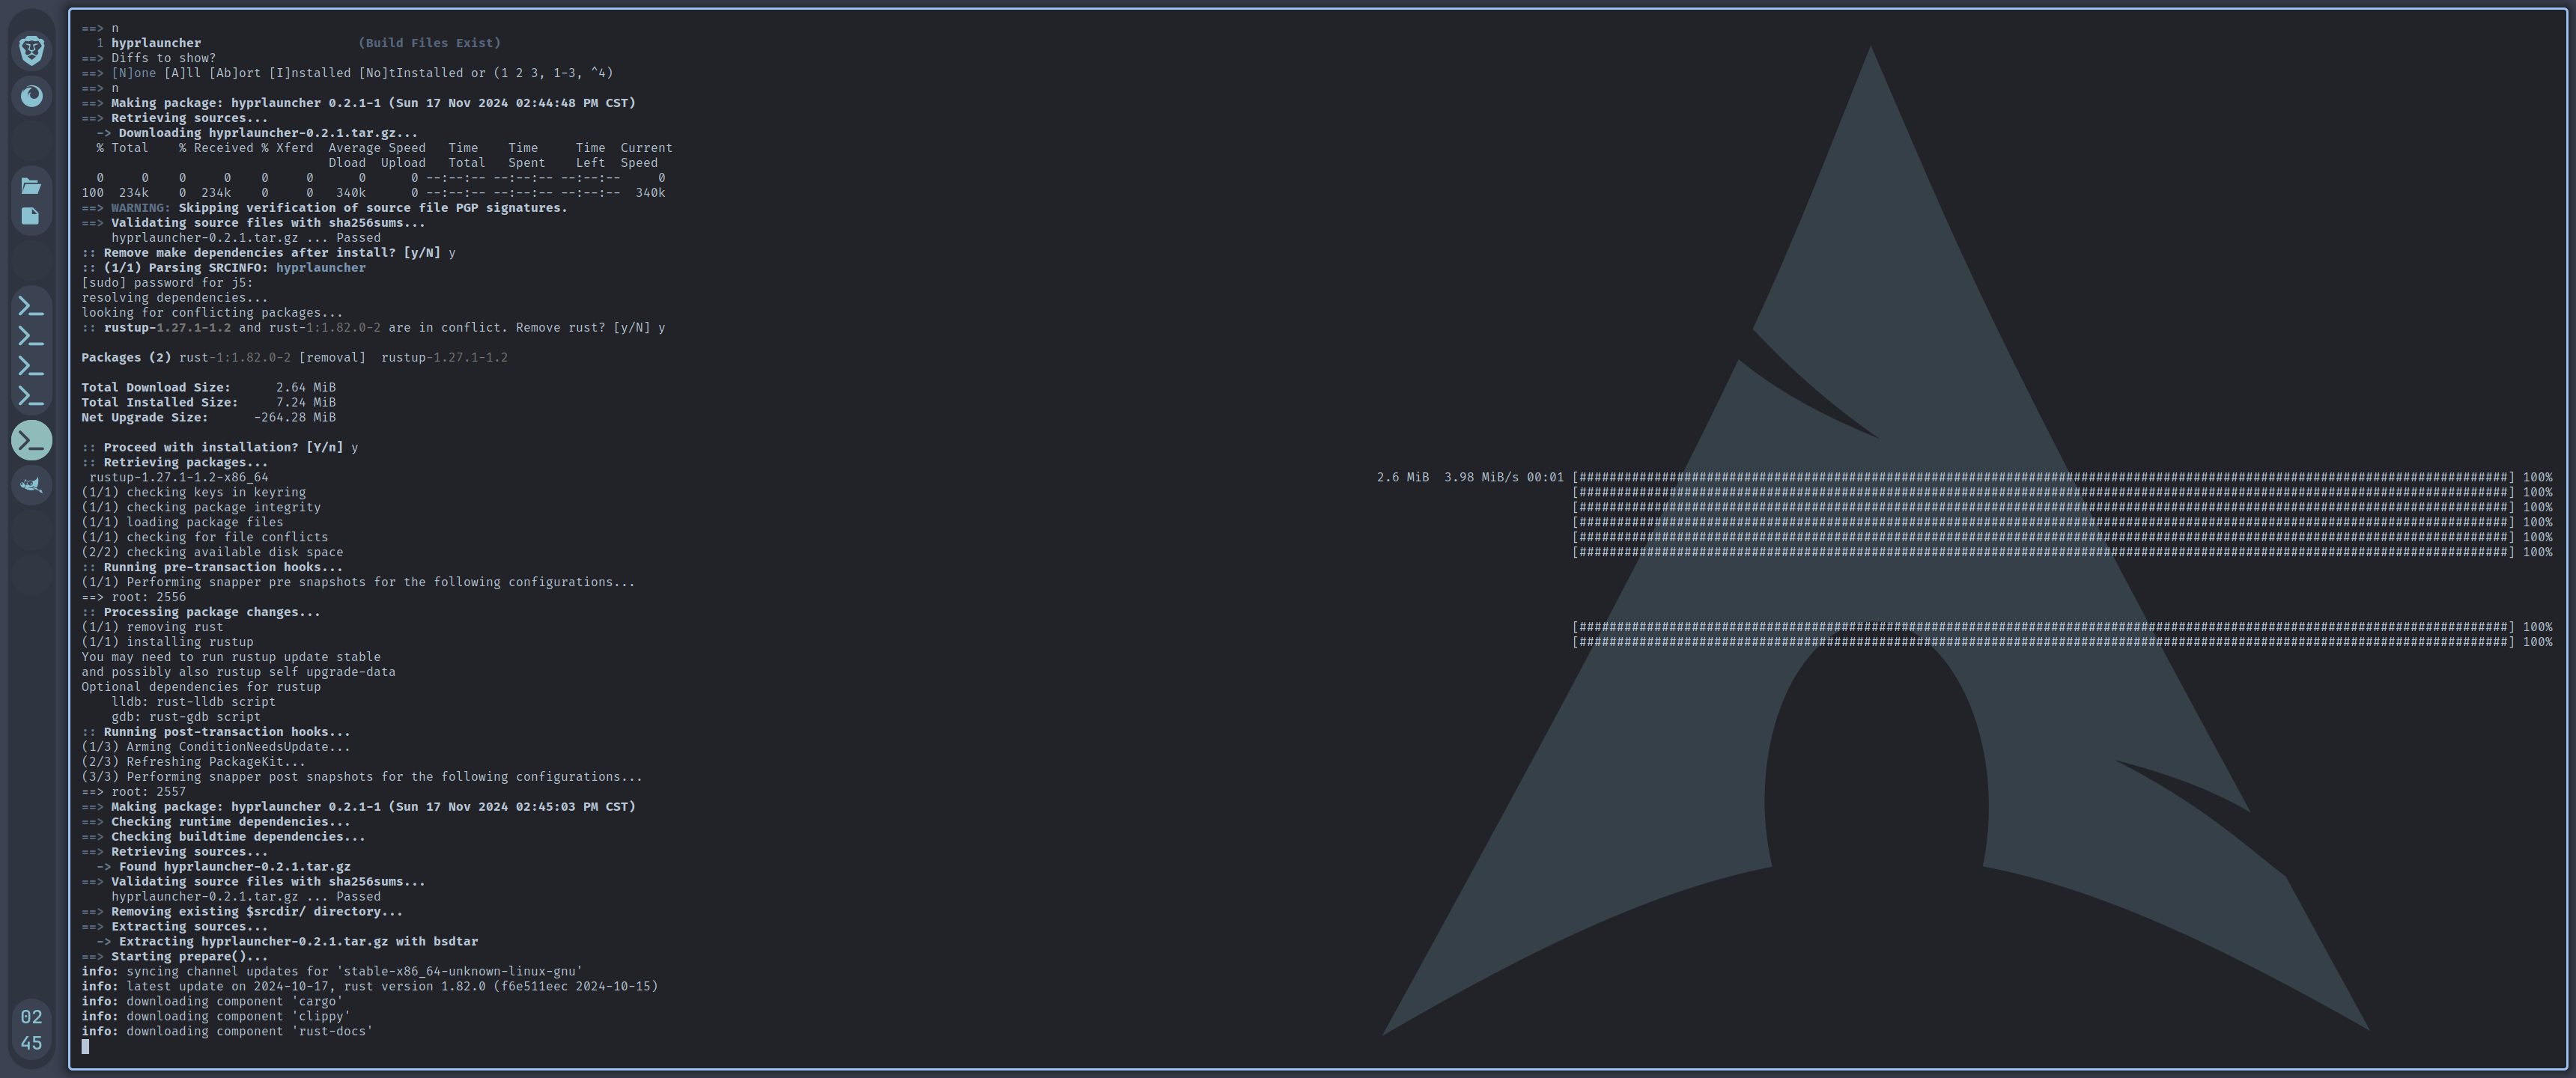 ==> n
  1 hyprlauncher                     (Build Files Exist)
==> Diffs to show?
==> [N]one [A]ll [Ab]ort [I]nstalled [No]tInstalled or (1 2 3, 1-3, ^4)
==> n
==> Making package: hyprlauncher 0.2.1-1 (Sun 17 Nov 2024 02:44:48 PM CST)
==> Retrieving sources...
  -> Downloading hyprlauncher-0.2.1.tar.gz...
  % Total    % Received % Xferd  Average Speed   Time    Time     Time  Current
                                 Dload  Upload   Total   Spent    Left  Speed
  0     0    0     0    0     0      0      0 --:--:-- --:--:-- --:--:--     0
100  234k    0  234k    0     0   340k      0 --:--:-- --:--:-- --:--:--  340k
==> WARNING: Skipping verification of source file PGP signatures.
==> Validating source files with sha256sums...
    hyprlauncher-0.2.1.tar.gz ... Passed
:: Remove make dependencies after install? [y/N] y
:: (1/1) Parsing SRCINFO: hyprlauncher
[sudo] password for j5:
resolving dependencies...
looking for conflicting packages...
:: rustup-1.27.1-1.2 and rust-1:1.82.0-2 are in conflict. Remove rust? [y/N] y
Packages (2) rust-1:1.82.0-2 [removal]  rustup-1.27.1-1.2
Total Download Size:      2.64 MiB
Total Installed Size:     7.24 MiB
Net Upgrade Size:      -264.28 MiB
:: Proceed with installation? [Y/n] y
:: Retrieving packages...
 rustup-1.27.1-1.2-x86_64 2.6 MiB  3.98 MiB/s 00:01 [############################################################################################################################] 100%
(1/1) checking keys in keyring [############################################################################################################################] 100%
(1/1) checking package integrity [############################################################################################################################] 100%
(1/1) loading package files [############################################################################################################################] 100%
(1/1) checking for file conflicts [############################################################################################################################] 100%
(2/2) checking available disk space [############################################################################################################################] 100%
:: Running pre-transaction hooks...
(1/1) Performing snapper pre snapshots for the following configurations...
==> root: 2556
:: Processing package changes...
(1/1) removing rust [############################################################################################################################] 100%
(1/1) installing rustup [############################################################################################################################] 100%
You may need to run rustup update stable
and possibly also rustup self upgrade-data
Optional dependencies for rustup
    lldb: rust-lldb script
    gdb: rust-gdb script
:: Running post-transaction hooks...
(1/3) Arming ConditionNeedsUpdate...
(2/3) Refreshing PackageKit...
(3/3) Performing snapper post snapshots for the following configurations...
==> root: 2557
==> Making package: hyprlauncher 0.2.1-1 (Sun 17 Nov 2024 02:45:03 PM CST)
==> Checking runtime dependencies...
==> Checking buildtime dependencies...
==> Retrieving sources...
  -> Found hyprlauncher-0.2.1.tar.gz
==> Validating source files with sha256sums...
    hyprlauncher-0.2.1.tar.gz ... Passed
==> Removing existing $srcdir/ directory...
==> Extracting sources...
  -> Extracting hyprlauncher-0.2.1.tar.gz with bsdtar
==> Starting prepare()...
info: syncing channel updates for 'stable-x86_64-unknown-linux-gnu'
info: latest update on 2024-10-17, rust version 1.82.0 (f6e511eec 2024-10-15)
info: downloading component 'cargo'
info: downloading component 'clippy'
info: downloading component 'rust-docs'
02
45